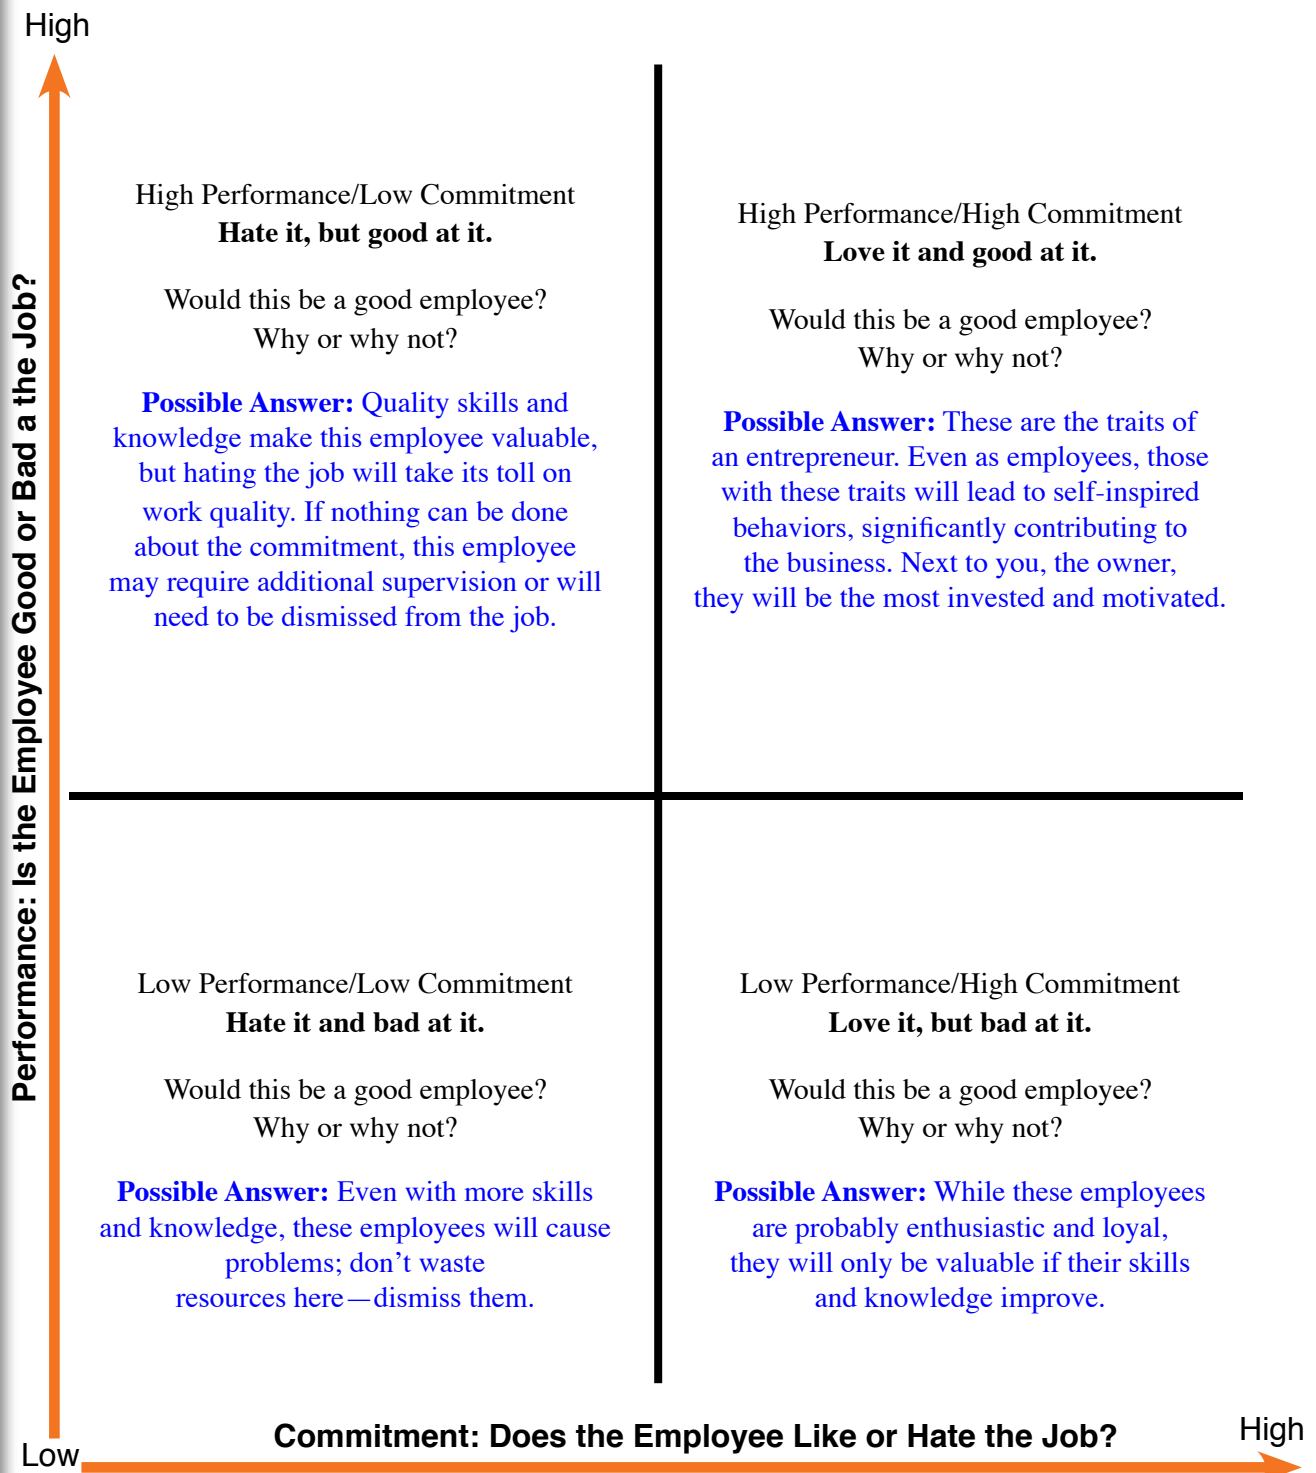 High
Performance: Is the Employee Good or Bad a the Job?
High Performance/Low Commitment
Hate it, but good at it.
Would this be a good employee?
Why or why not?
Possible Answer: Quality skills and
knowledge make this employee valuable,
but hating the job will take its toll on
work quality. If nothing can be done
about the commitment, this employee
may require additional supervision or will
need to be dismissed from the job.
High Performance/High Commitment
Love it and good at it.
Would this be a good employee?
Why or why not?
Possible Answer: These are the traits of
an entrepreneur. Even as employees, those
with these traits will lead to self-inspired
behaviors, significantly contributing to
the business. Next to you, the owner,
they will be the most invested and motivated.
Low Performance/Low Commitment
Hate it and bad at it.
Would this be a good employee?
Why or why not?
Possible Answer: Even with more skills
and knowledge, these employees will cause
problems; don’t waste
resources here—dismiss them.
Low Performance/High Commitment
Love it, but bad at it.
Would this be a good employee?
Why or why not?
Possible Answer: While these employees
are probably enthusiastic and loyal,
they will only be valuable if their skills
and knowledge improve.
Commitment: Does the Employee Like or Hate the Job?
High
Low